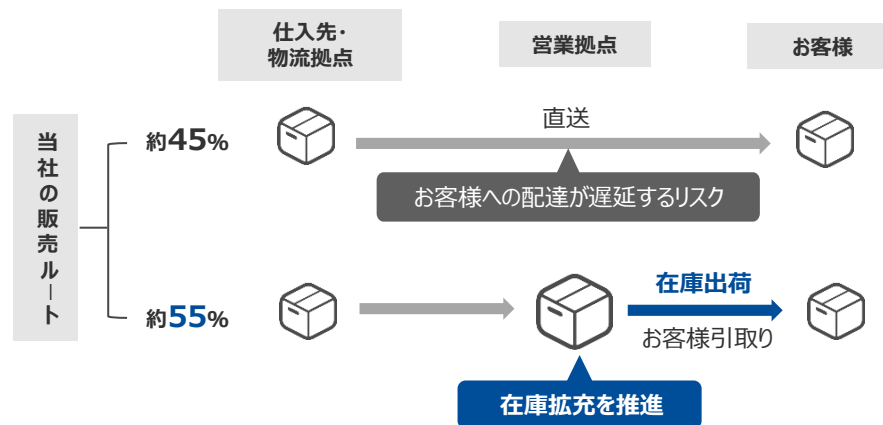 仕入先・
物流拠点
営業拠点
お客様
当社の販売ルート
約45%
直送
お客様への配達が遅延するリスク
約55%
在庫出荷
お客様引取り
在庫拡充を推進